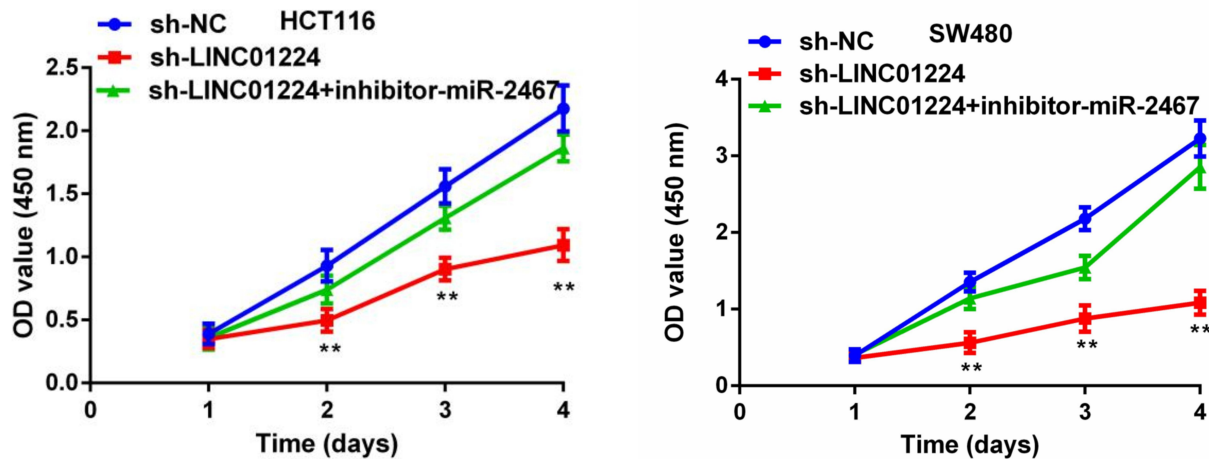 sh-NC HCT116
sh-LINC01224
sh-LINC01224+inhibitor-miR-2467
OD value (450 nm)
2.5
2.0
1.5
1.0
0.5
0.0
**
**
**
0 1 2 3 4
Time (days)
sh-NC SW480
sh-LINC01224
sh-LINC01224+inhibitor-miR-2467
OD value (450 nm)
4
3
2
1
0
**
**
**
0 1 2 3 4
Time (days)